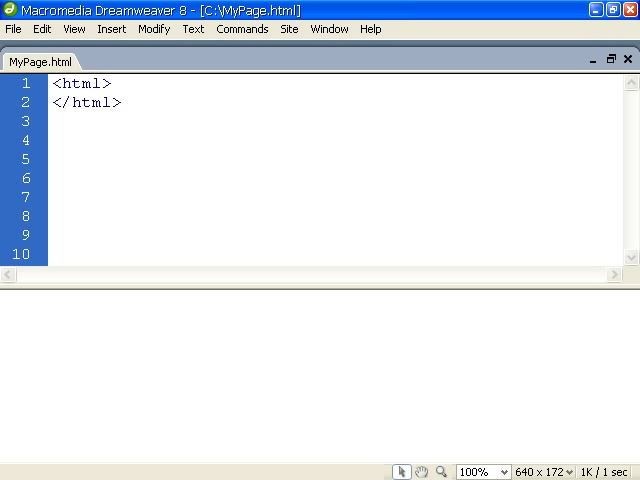 Macromedia Dreamweaver 8 - [C:\MyPage.html]
File Edit View Insert Modify Text Commands Site Window Help
MyPage.html
1 <html>
2 </html>
3
4
5
6
7
8
9
10
100% 640 x 172 1K / 1 sec